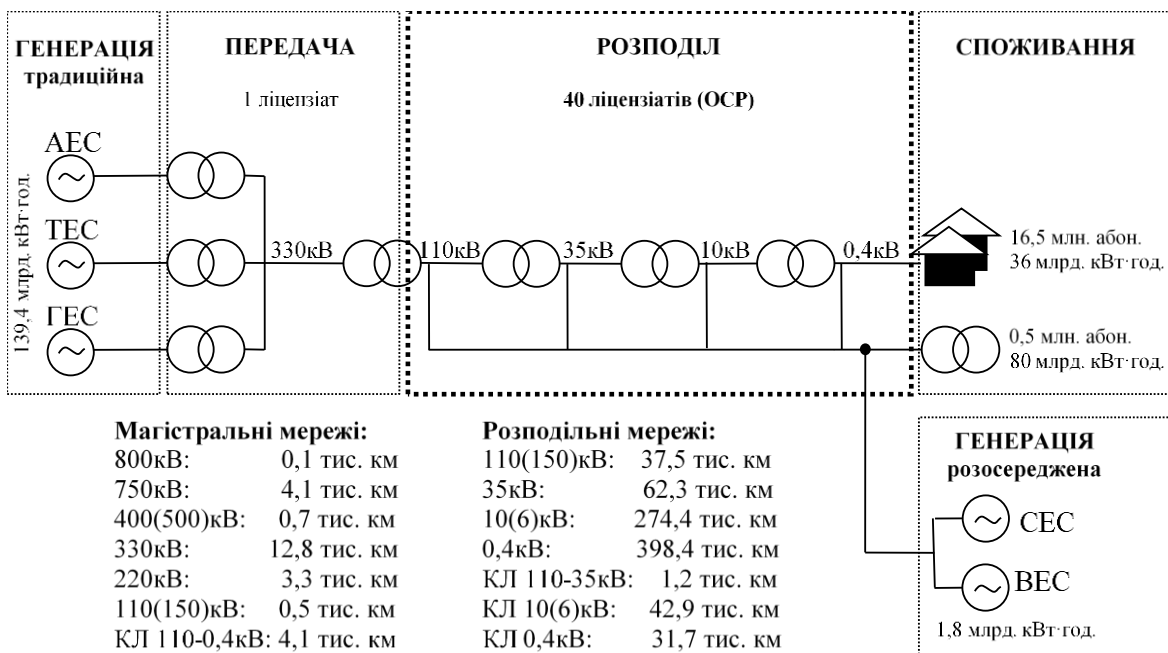 ГЕНЕРАЦІЯ
традиційна
ПЕРЕДАЧА
1 ліцензіат
РОЗПОДІЛ
40 ліцензіатів (ОСР)
СПОЖИВАННЯ
139,4 млрд. кВт·год.
АЕС
ТЕС
ГЕС
330кВ
110кВ
35кВ
10кВ
0,4кВ
16,5 млн. абон.
36 млрд. кВт·год.
0,5 млн. абон.
80 млрд. кВт·год.
Магістральні мережі:
800кВ: 0,1 тис. км
750кВ: 4,1 тис. км
400(500)кВ: 0,7 тис. км
330кВ: 12,8 тис. км
220кВ: 3,3 тис. км
110(150)кВ: 0,5 тис. км
КЛ 110-0,4кВ: 4,1 тис. км
Розподільні мережі:
110(150)кВ: 37,5 тис. км
35кВ: 62,3 тис. км
10(6)кВ: 274,4 тис. км
0,4кВ: 398,4 тис. км
КЛ 110-35кВ: 1,2 тис. км
КЛ 10(6)кВ: 42,9 тис. км
КЛ 0,4кВ: 31,7 тис. км
ГЕНЕРАЦІЯ
розосереджена
СЕС
ВЕС
1,8 млрд. кВт·год.